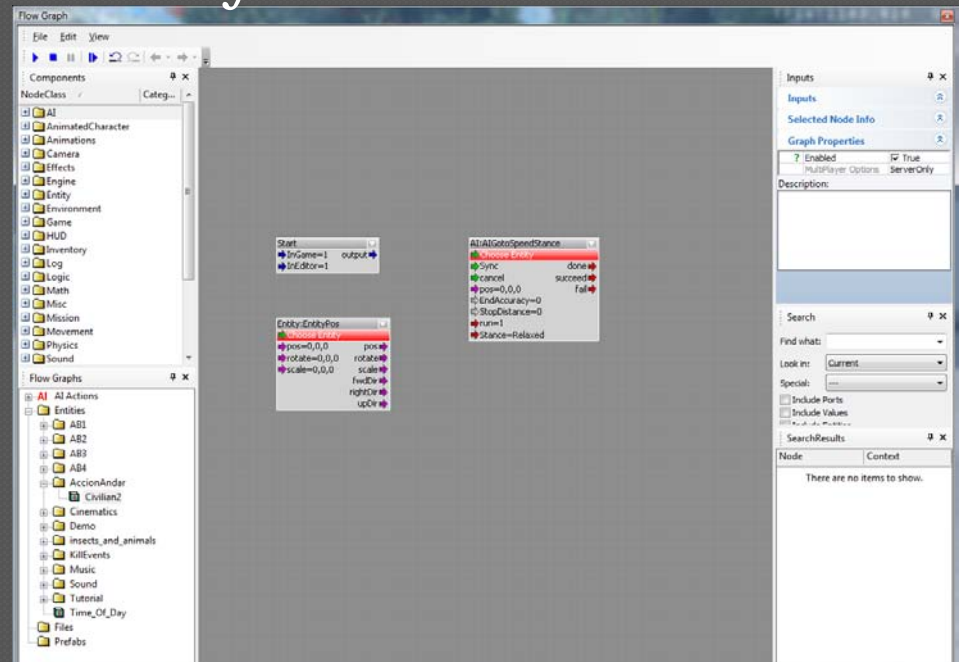 Flow Graph
File Edit View
Components
NodeClass / Categ...
AI
AnimatedCharacter
Animations
Camera
Effects
Engine
Entity
Environment
Game
HUD
Inventory
Log
Logic
Math
Misc
Mission
Movement
Physics
Sound
Flow Graphs
AI AI Actions
Entities
AB1
AB2
AB3
AB4
AccionAndar
Civilian2
Cinematics
Demo
insects_and_animals
KillEvents
Music
Sound
Tutorial
Time_Of_Day
Files
Prefabs
Start
InGame=1 output
InEditor=1
Entity:EntityPos
Choose Entity
pos=0,0,0 pos
rotate=0,0,0 rotate
scale=0,0,0 scale
fwdDir
rightDir
upDir
AI:AIGotoSpeedStance
Choose Entity
Sync done
cancel succeed
pos=0,0,0 fail
EndAccuracy=0
StopDistance=0
run=1
Stance=Relaxed
Inputs
Inputs
Selected Node Info
Graph Properties
? Enabled True
MultiPlayer Options ServerOnly
Description:
Search
Find what:
Look in: Current
Special: ---
Include Ports
Include Values
SearchResults
Node Context
There are no items to show.